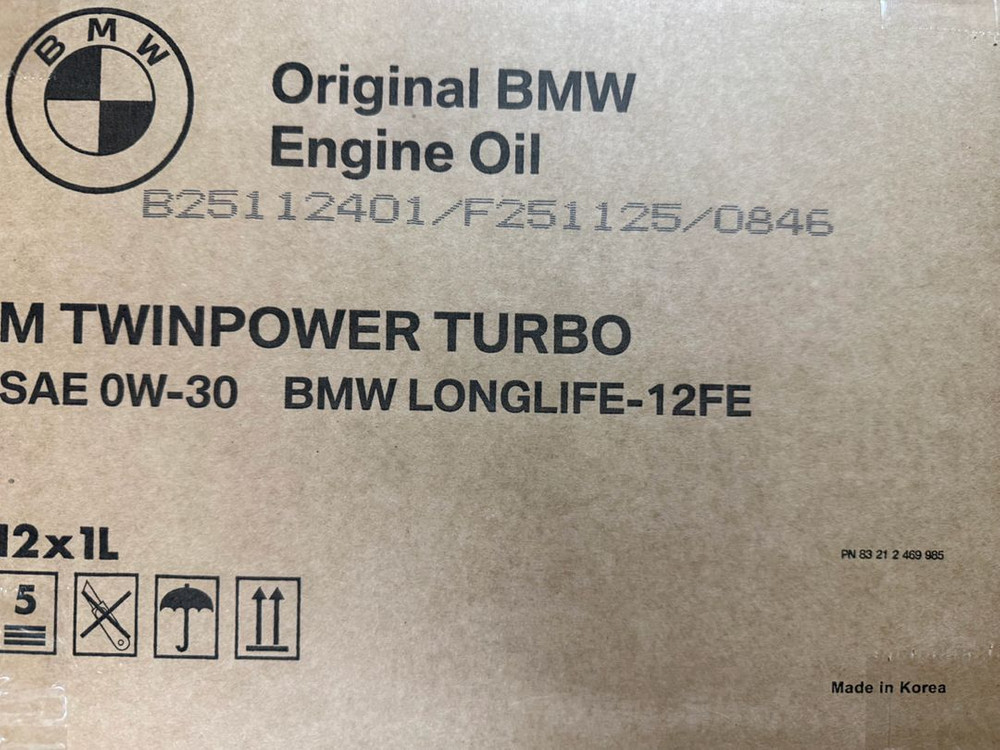 BMW
Original BMW
Engine Oil
B25112401/F251125/0846
M TWINPOWER TURBO
SAE 0W-30 BMW LONGLIFE-12FE
12x1L
PN 83 21 2 469 985
5
Made in Korea